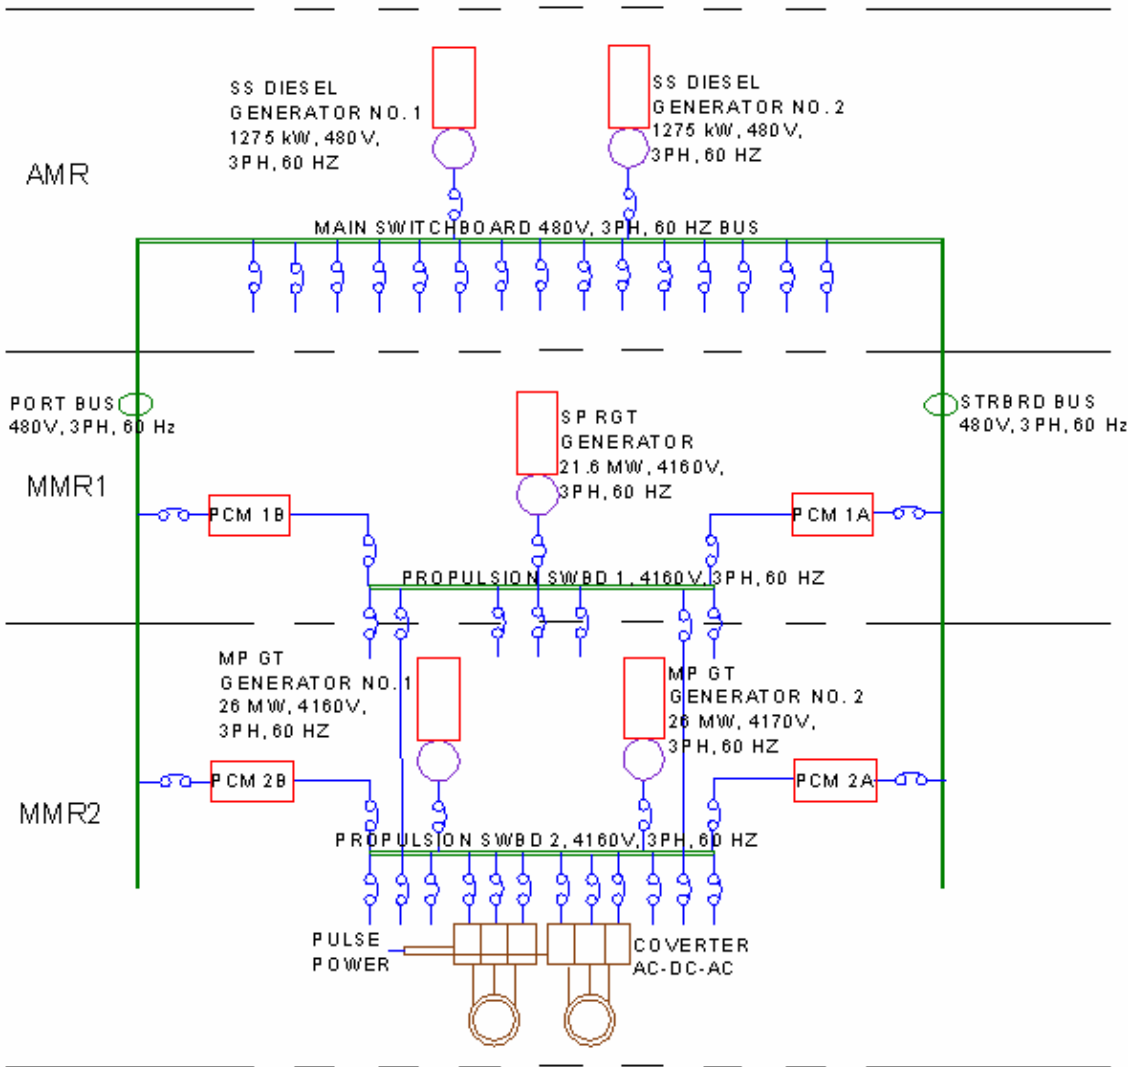 SS DIESEL
GENERATOR NO. 1
1275 kW, 480V,
3PH, 60 HZ
SS DIESEL
GENERATOR NO. 2
1275 kW, 480V,
3PH, 60 HZ
AMR
MAIN SWITCHBOARD 480V, 3PH, 60 HZ BUS
PORT BUS
480V, 3PH, 60 Hz
STRBRD BUS
480V, 3PH, 60 Hz
SP RGT
GENERATOR
21.6 MW, 4160V,
3PH, 60 HZ
MMR1
PCM 1B
PCM 1A
PROPULSION SWBD 1, 4160V, 3PH, 60 HZ
MP GT
GENERATOR NO. 1
26 MW, 4160V,
3PH, 60 HZ
MP GT
GENERATOR NO. 2
26 MW, 4170V,
3PH, 60 HZ
PCM 2B
PCM 2A
MMR2
PROPULSION SWBD 2, 4160V, 3PH, 60 HZ
PULSE
POWER
COVERTER
AC-DC-AC